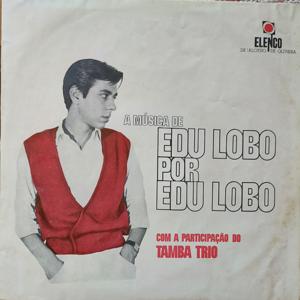 ELENCO
DE ALOYSIO DE OLIVEIRA
A MÚSICA DE
EDU LOBO
POR
EDU LOBO
COM A PARTICIPAÇÃO DO
TAMBA TRIO